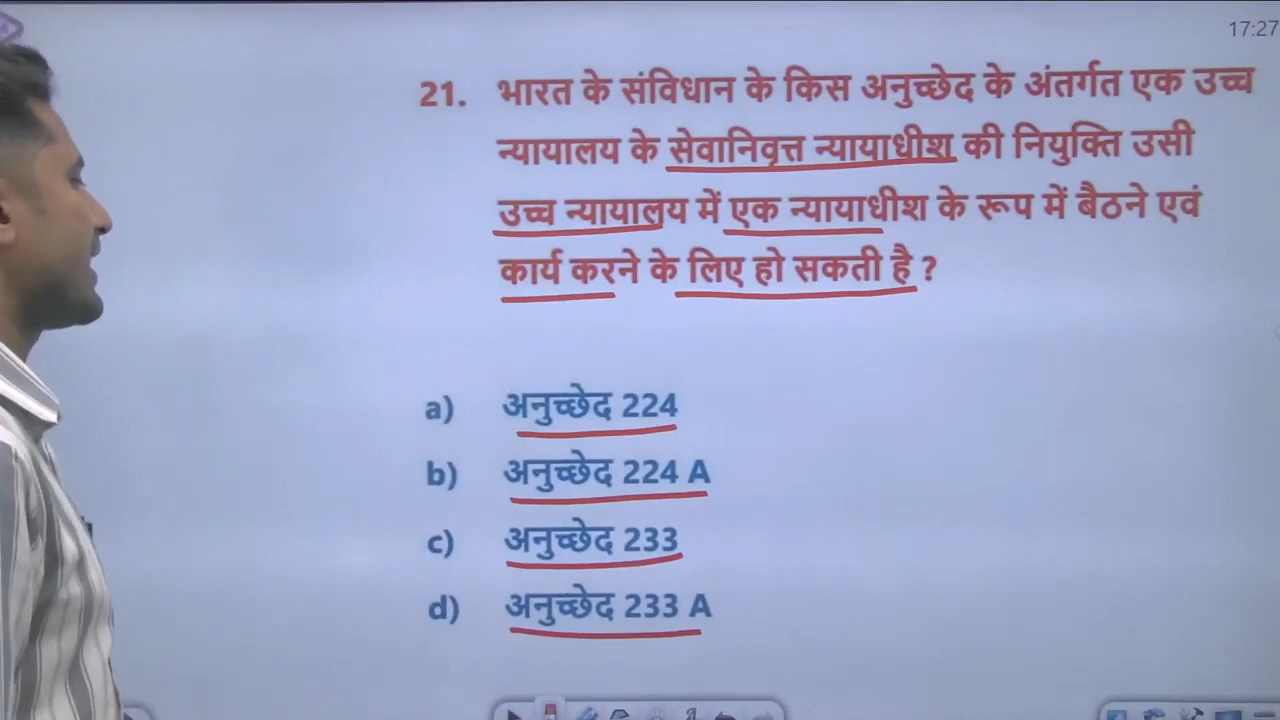 17:27
21. भारत के संविधान के किस अनुच्छेद के अंतर्गत एक उच्च
न्यायालय के सेवानिवृत्त न्यायाधीश की नियुक्ति उसी
उच्च न्यायालय में एक न्यायाधीश के रूप में बैठने एवं
कार्य करने के लिए हो सकती है ?
a) अनुच्छेद 224
b) अनुच्छेद 224 A
c) अनुच्छेद 233
d) अनुच्छेद 233 A